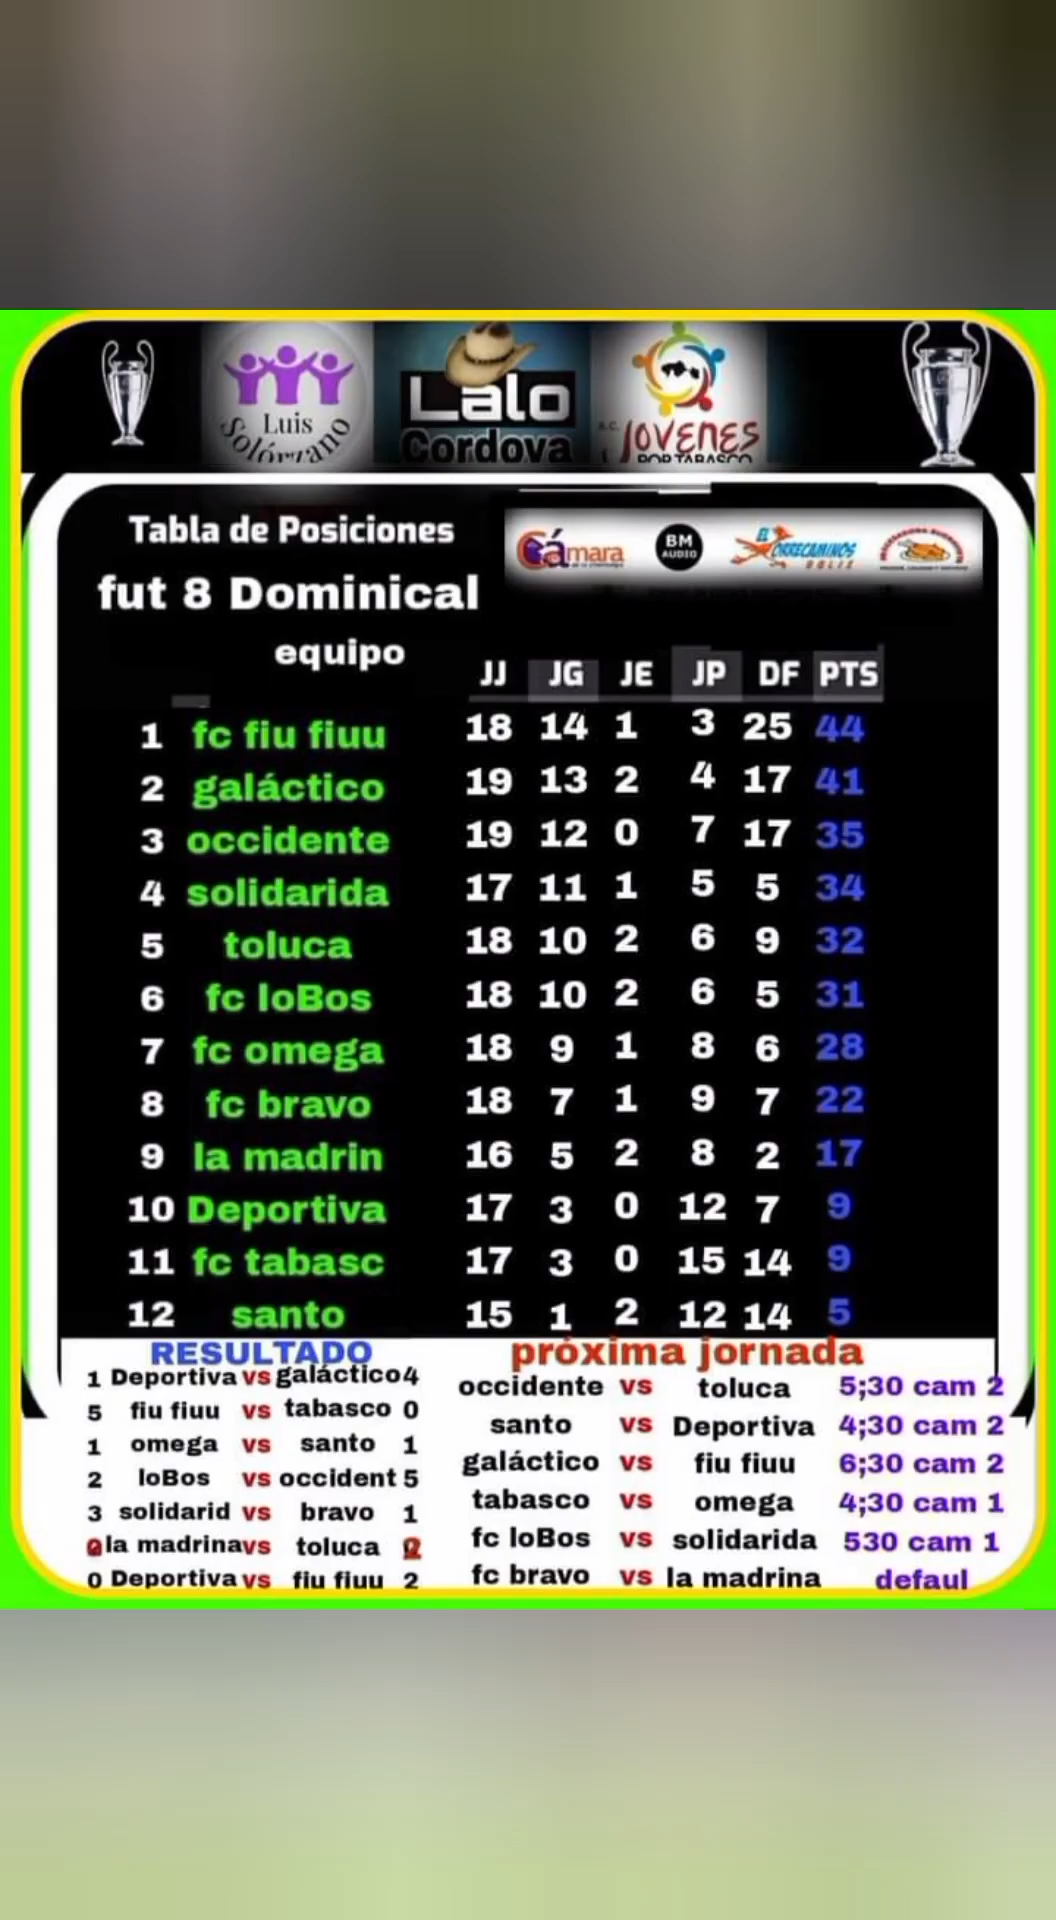 Luis
Solórzano
Lalo
Cordova
A.C.
JOVENES
POR TABASCO
Tabla de Posiciones
Cámara
BM
AUDIO
EL
CORRECAMINOS
fut 8 Dominical
equipo JJ JG JE JP DF PTS
1 fc fiu fiuu 18 14 1 3 25 44
2 galáctico 19 13 2 4 17 41
3 occidente 19 12 0 7 17 35
4 solidarida 17 11 1 5 5 34
5 toluca 18 10 2 6 9 32
6 fc loBos 18 10 2 6 5 31
7 fc omega 18 9 1 8 6 28
8 fc bravo 18 7 1 9 7 22
9 la madrin 16 5 2 8 2 17
10 Deportiva 17 3 0 12 7 9
11 fc tabasc 17 3 0 15 14 9
12 santo 15 1 2 12 14 5
RESULTADO
1 Deportiva vs galáctico 4
5 fiu fiuu vs tabasco 0
1 omega vs santo 1
2 loBos vs occident 5
3 solidarid vs bravo 1
la madrina vs toluca
0 Deportiva vs fiu fiuu 2
próxima jornada
occidente vs toluca 5;30 cam 2
santo vs Deportiva 4;30 cam 2
galáctico vs fiu fiuu 6;30 cam 2
tabasco vs omega 4;30 cam 1
fc loBos vs solidarida 530 cam 1
fc bravo vs la madrina defaul